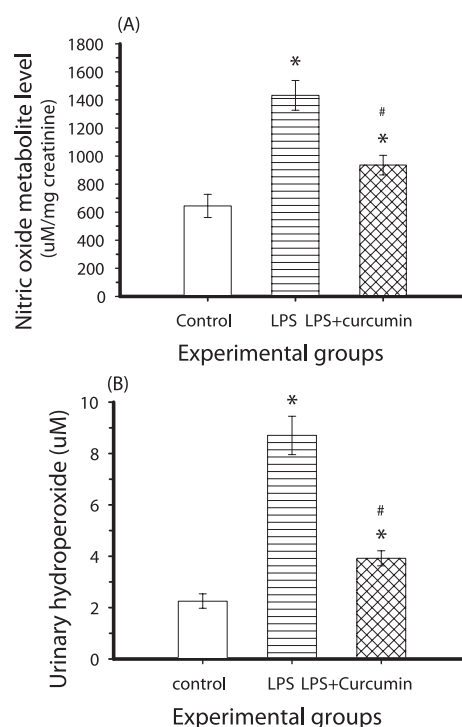 (A)
Nitric oxide metabolite level
(uM/mg creatinine)
1800
1600
1400
1200
1000
800
600
400
200
0
*
#
*
Control LPS LPS+curcumin
Experimental groups
(B)
Urinary hydroperoxide (uM)
10
8
6
4
2
0
*
#
*
control LPS LPS+Curcumin
Experimental groups